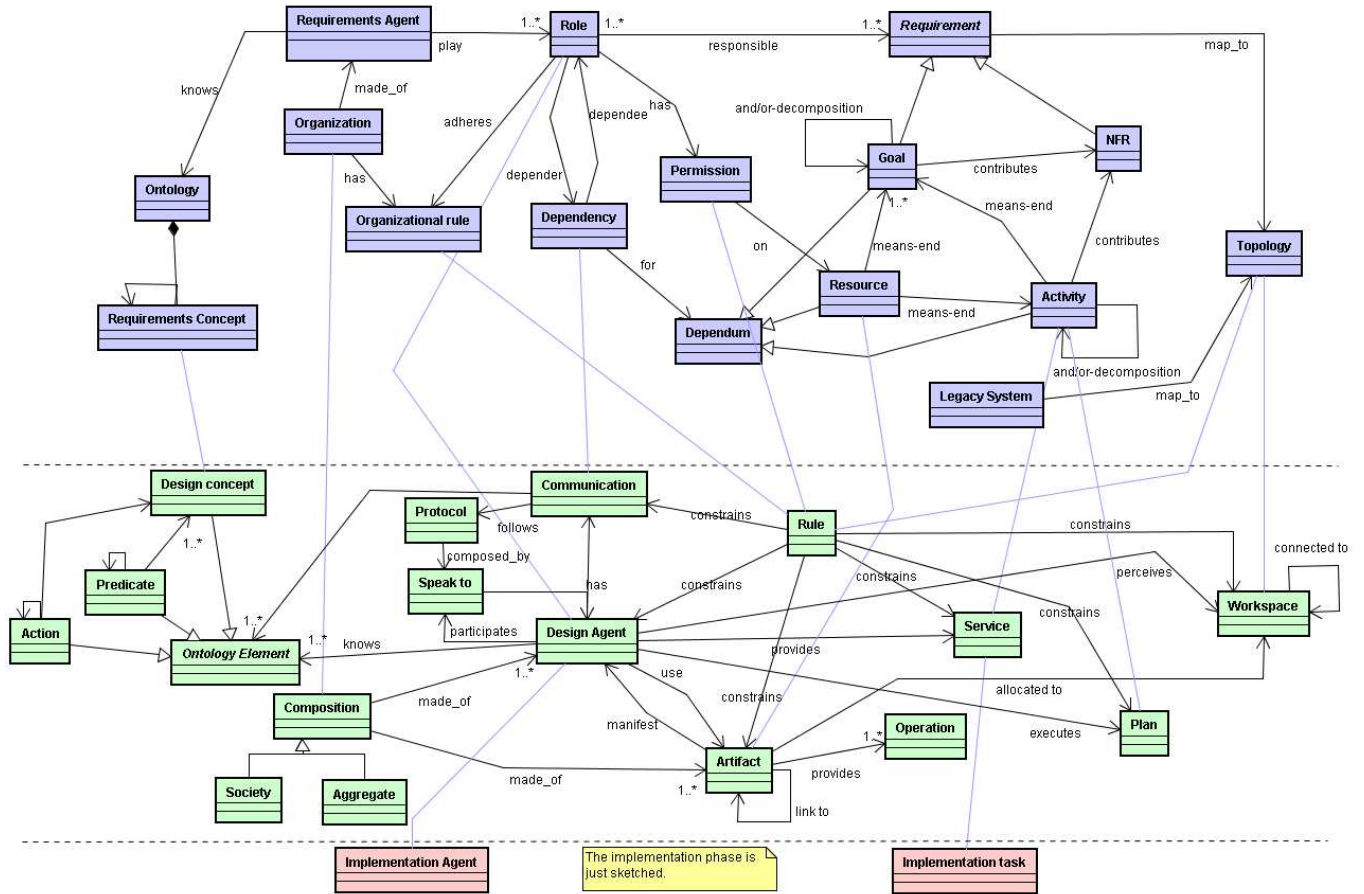 Requirements Agent
1..*
Role
1..*
1..*
Requirement
play
responsible
map_to
knows
made_of
and/or-decomposition
has
dependee
Organization
adheres
NFR
Goal
Permission
contributes
has
depender
Ontology
means-end
1..*
Organizational rule
Dependency
on
means-end
contributes
Topology
for
Resource
Activity
Requirements Concept
means-end
Dependum
and/or-decomposition
Legacy System
map_to
Design concept
Communication
Protocol
constrains
Rule
constrains
follows
1..*
composed_by
connected to
Predicate
Speak to
has
constrains
constrains
perceives
Workspace
1..*
constrains
Action
1..*
participates
Design Agent
Service
knows
Ontology Element
provides
1..*
use
Composition
made_of
constrains
allocated to
manifest
1..*
Operation
Plan
executes
Artifact
made_of
provides
Society
Aggregate
1..*
link to
Implementation Agent
The implementation phase is
just sketched.
Implementation task